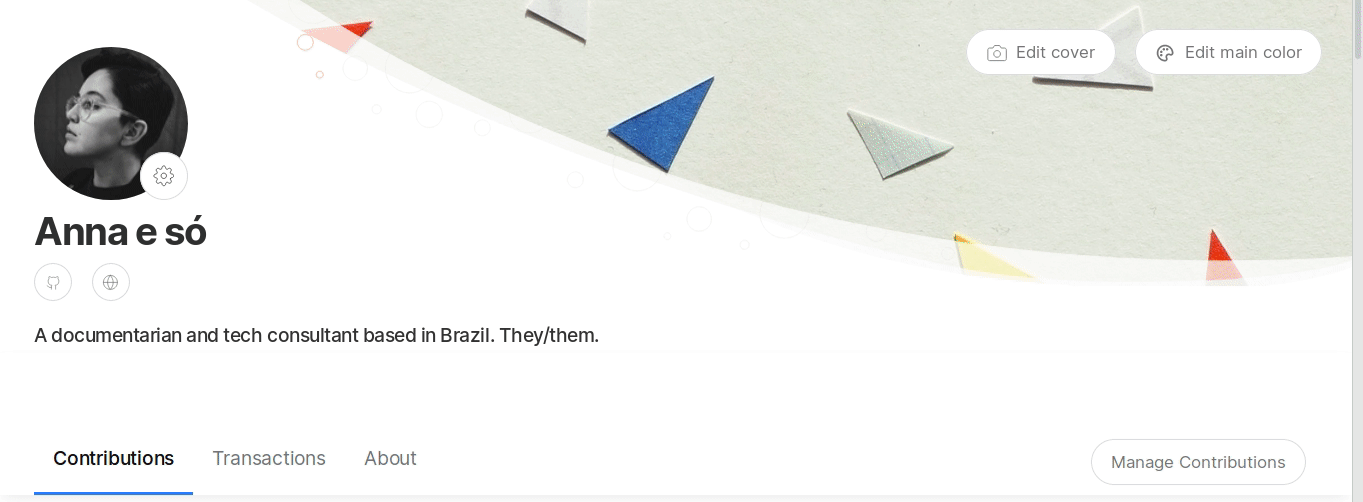 Edit cover
Edit main color
Anna e só
A documentarian and tech consultant based in Brazil. They/them.
Contributions
Transactions
About
Manage Contributions